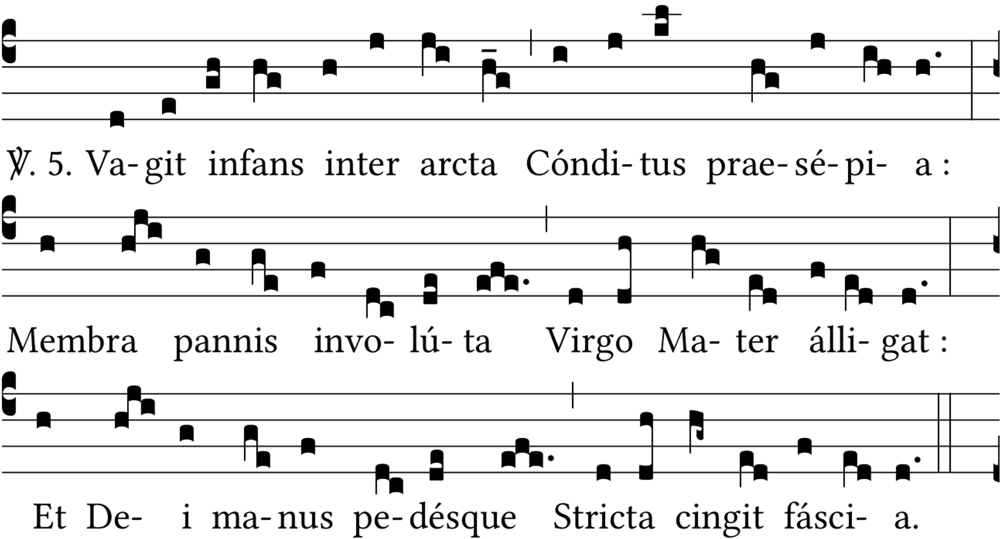 ℣. 5. Va- git infans inter arcta Cóndi- tus prae- sé- pi- a :
Membra pannis invo- lú- ta Virgo Ma- ter álli- gat :
Et De- i ma- nus pe- désque Stricta cingit fásci- a.